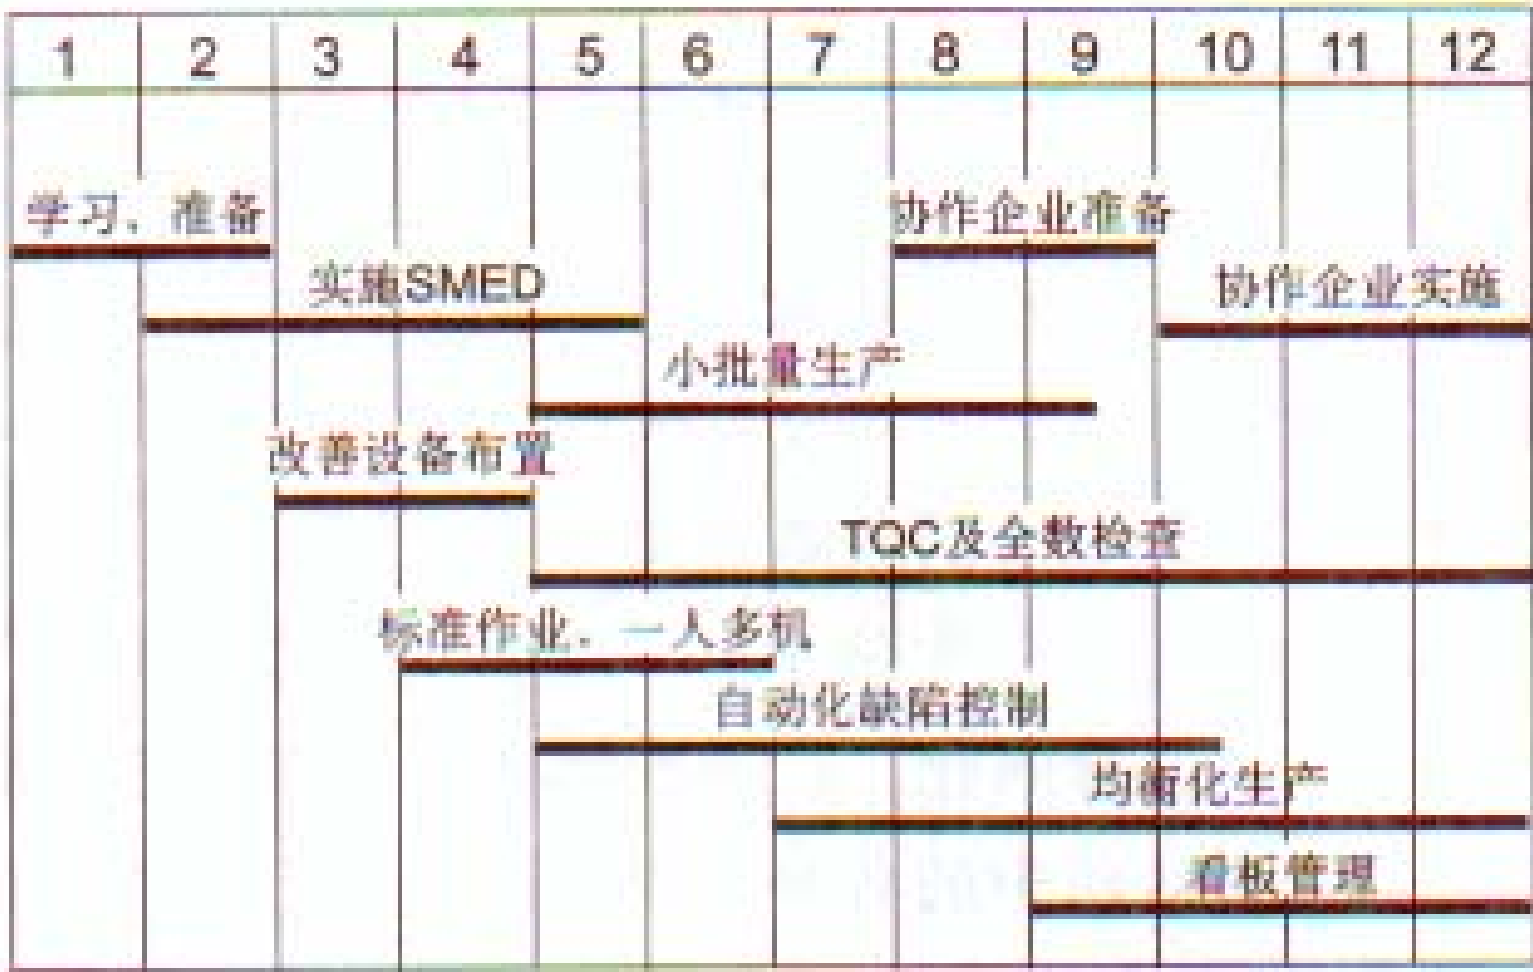 1 2 3 4 5 6 7 8 9 10 11 12
学习、准备
协作企业准备
实施SMED
协作企业实施
小批量生产
改善设备布置
TQC及全数检查
标准作业、一人多机
自动化缺陷控制
均衡化生产
看板管理